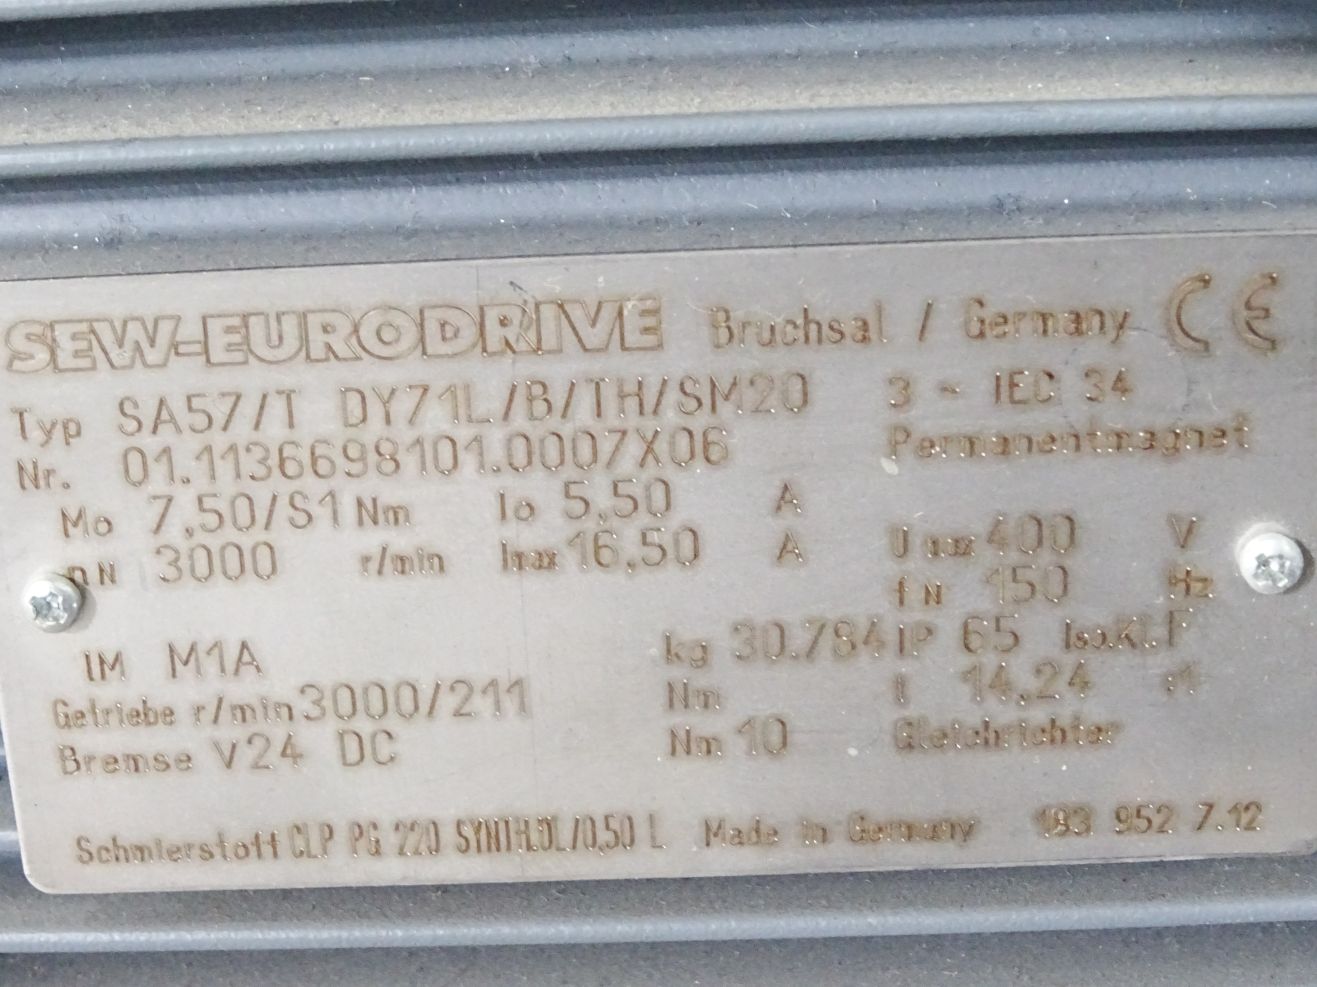 SEW-EURODRIVE Bruchsal / Germany CE
Typ SA57/T DY71L/B/TH/SM20 3 ~ IEC 34
Nr. 01.1136698101.0007X06 Permanentmagnet
Mo 7,50/S1 Nm Io 5,50 A
nN 3000 r/min Imax 16,50 A Umax 400 V
fN 150 Hz
IM M1A kg 30.784 IP 65 Iso.Kl. F
Getriebe r/min 3000/211 Nm i 14,24 :1
Bremse V 24 DC Nm 10 Gleichrichter
Schmierstoff CLP PG 220 SYNTH.ÖL/0,50 L Made in Germany 183 952 7.12